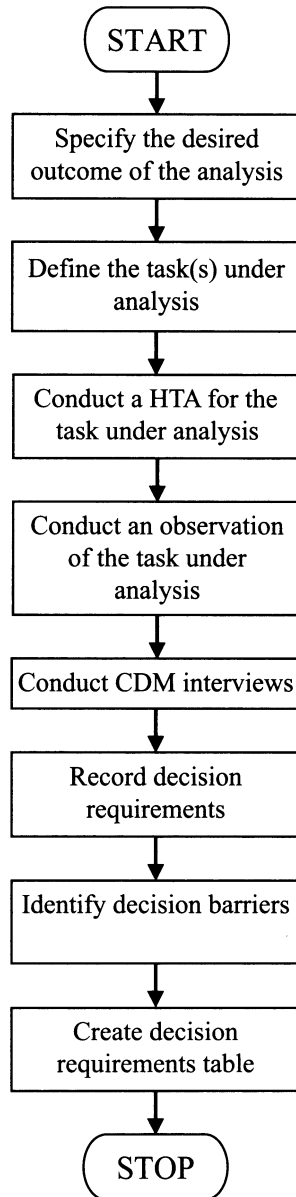 START
Specify the desired
outcome of the analysis
Define the task(s) under
analysis
Conduct a HTA for the
task under analysis
Conduct an observation
of the task under
analysis
Conduct CDM interviews
Record decision
requirements
Identify decision barriers
Create decision
requirements table
STOP